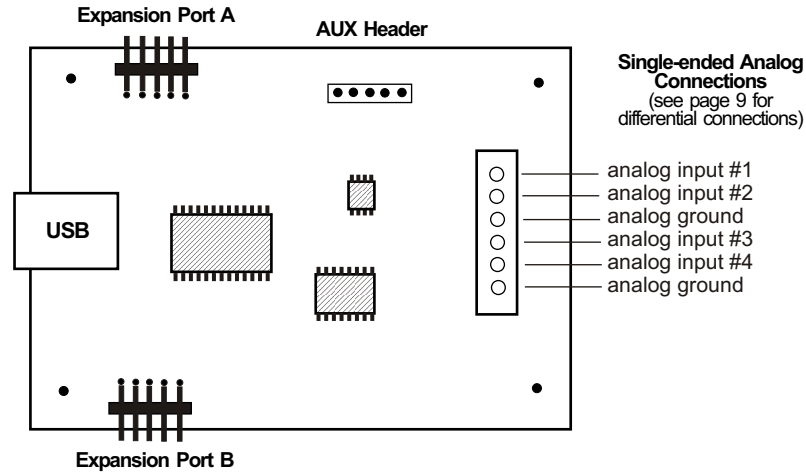 Expansion Port A
AUX Header
Single-ended Analog
Connections
(see page 9 for
differential connections)
analog input #1
analog input #2
analog ground
analog input #3
analog input #4
analog ground
USB
Expansion Port B